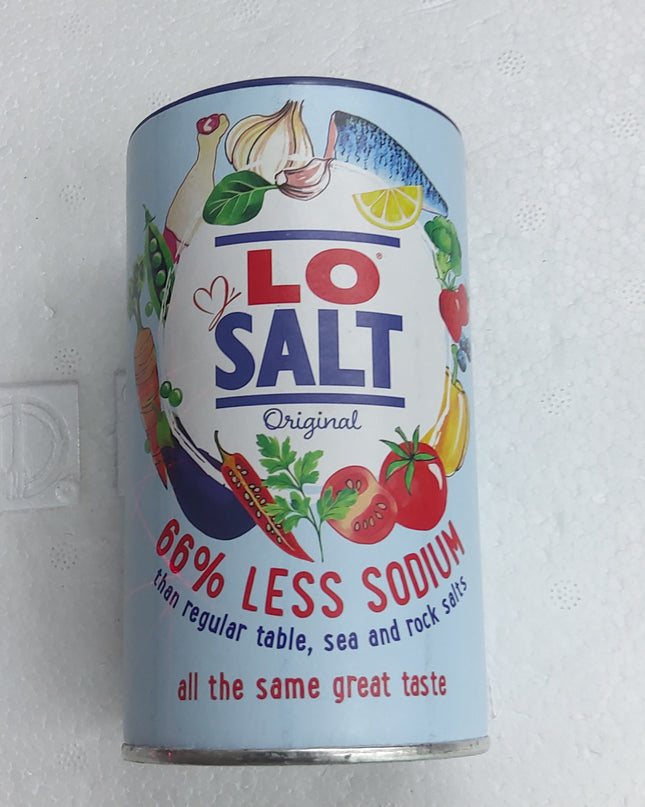 LO®
SALT
Original
66% LESS SODIUM
than regular table, sea and rock salts
all the same great taste